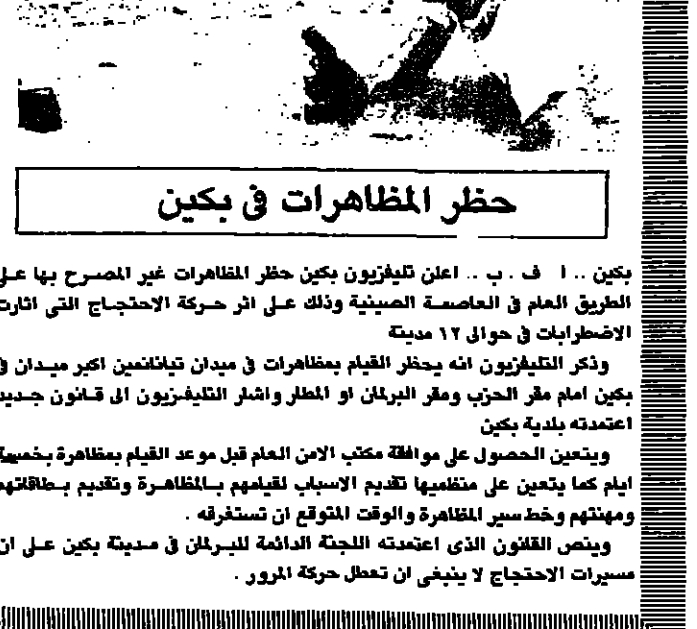 حظر المظاهرات فى بكين
بكين .. ا ف . ب .. اعلن تليفزيون بكين حظر المظاهرات غير المصرح بها على
الطريق العام فى العاصمة الصينية وذلك على اثر حركة الاحتجاج التى اثارت
الاضطرابات فى حوالى ١٢ مدينة
وذكر التليفزيون انه يحظر القيام بمظاهرات فى ميدان تيانانمين اكبر ميدان فى
بكين امام مقر الحزب ومقر البرلمان او المطار واشار التليفزيون الى قانون جديد
اعتمدته بلدية بكين
ويتعين الحصول على موافقة مكتب الامن العام قبل موعد القيام بمظاهرة بخمسة
ايام كما يتعين على منظميها تقديم الاسباب لقيامهم بالمظاهرة وتقديم بطاقاتهم
ومهنتهم وخط سير المظاهرة والوقت المتوقع ان تستغرقه .
وينص القانون الذى اعتمدته اللجنة الدائمة للبرلمان فى مدينة بكين على ان
مسيرات الاحتجاج لا ينبغى ان تعطل حركة المرور .